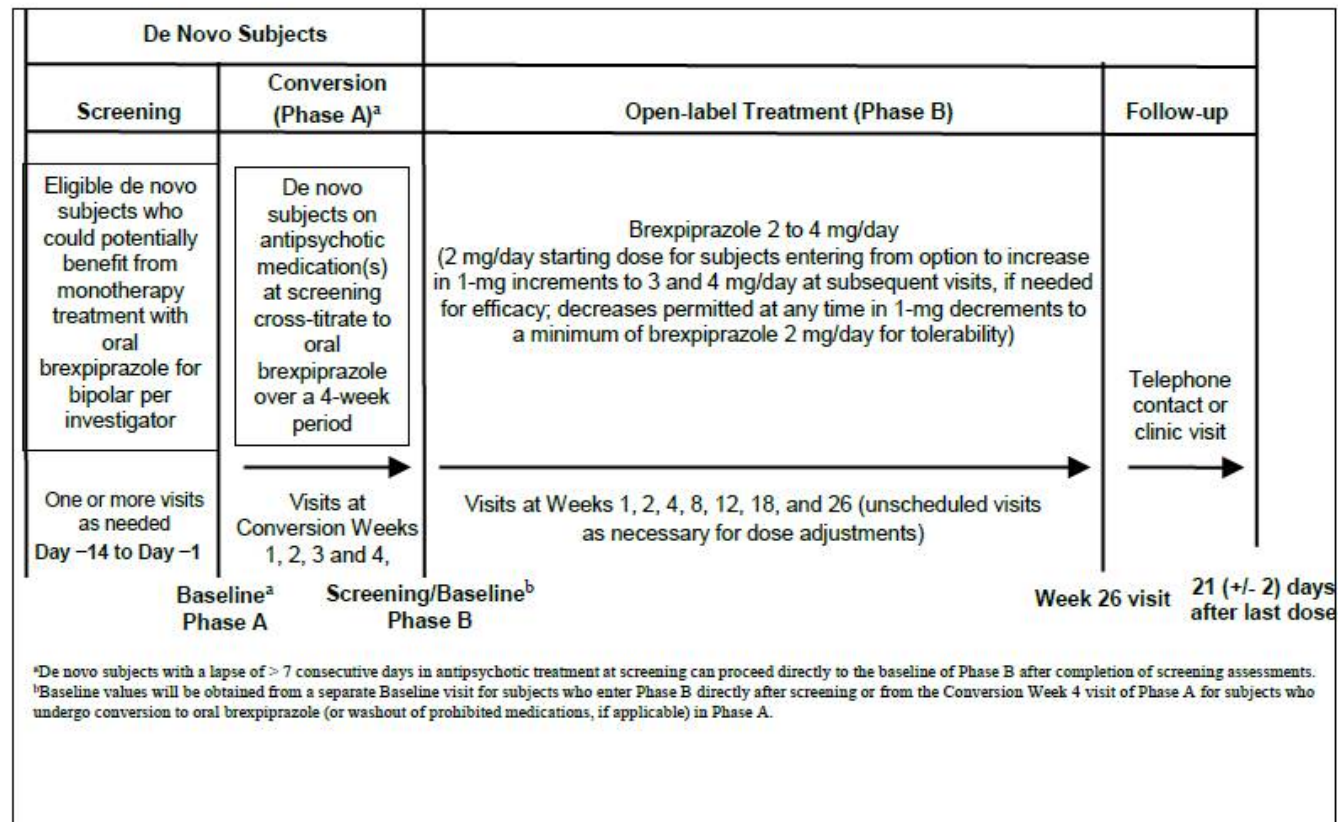 De Novo Subjects
Screening
Conversion
(Phase A)a
Open-label Treatment (Phase B)
Follow-up
Eligible de novo
subjects who
could potentially
benefit from
monotherapy
treatment with
oral
brexpiprazole for
bipolar per
investigator
De novo
subjects on
antipsychotic
medication(s)
at screening
cross-titrate to
oral
brexpiprazole
over a 4-week
period
Brexpiprazole 2 to 4 mg/day
(2 mg/day starting dose for subjects entering from option to increase
in 1-mg increments to 3 and 4 mg/day at subsequent visits, if needed
for efficacy; decreases permitted at any time in 1-mg decrements to
a minimum of brexpiprazole 2 mg/day for tolerability)
Telephone
contact or
clinic visit
One or more visits
as needed
Day −14 to Day −1
Visits at
Conversion Weeks
1, 2, 3 and 4,
Visits at Weeks 1, 2, 4, 8, 12, 18, and 26 (unscheduled visits
as necessary for dose adjustments)
Baselinea
Phase A
Screening/Baselineb
Phase B
Week 26 visit
21 (+/- 2) days
after last dose
aDe novo subjects with a lapse of > 7 consecutive days in antipsychotic treatment at screening can proceed directly to the baseline of Phase B after completion of screening assessments.
bBaseline values will be obtained from a separate Baseline visit for subjects who enter Phase B directly after screening or from the Conversion Week 4 visit of Phase A for subjects who
undergo conversion to oral brexpiprazole (or washout of prohibited medications, if applicable) in Phase A.